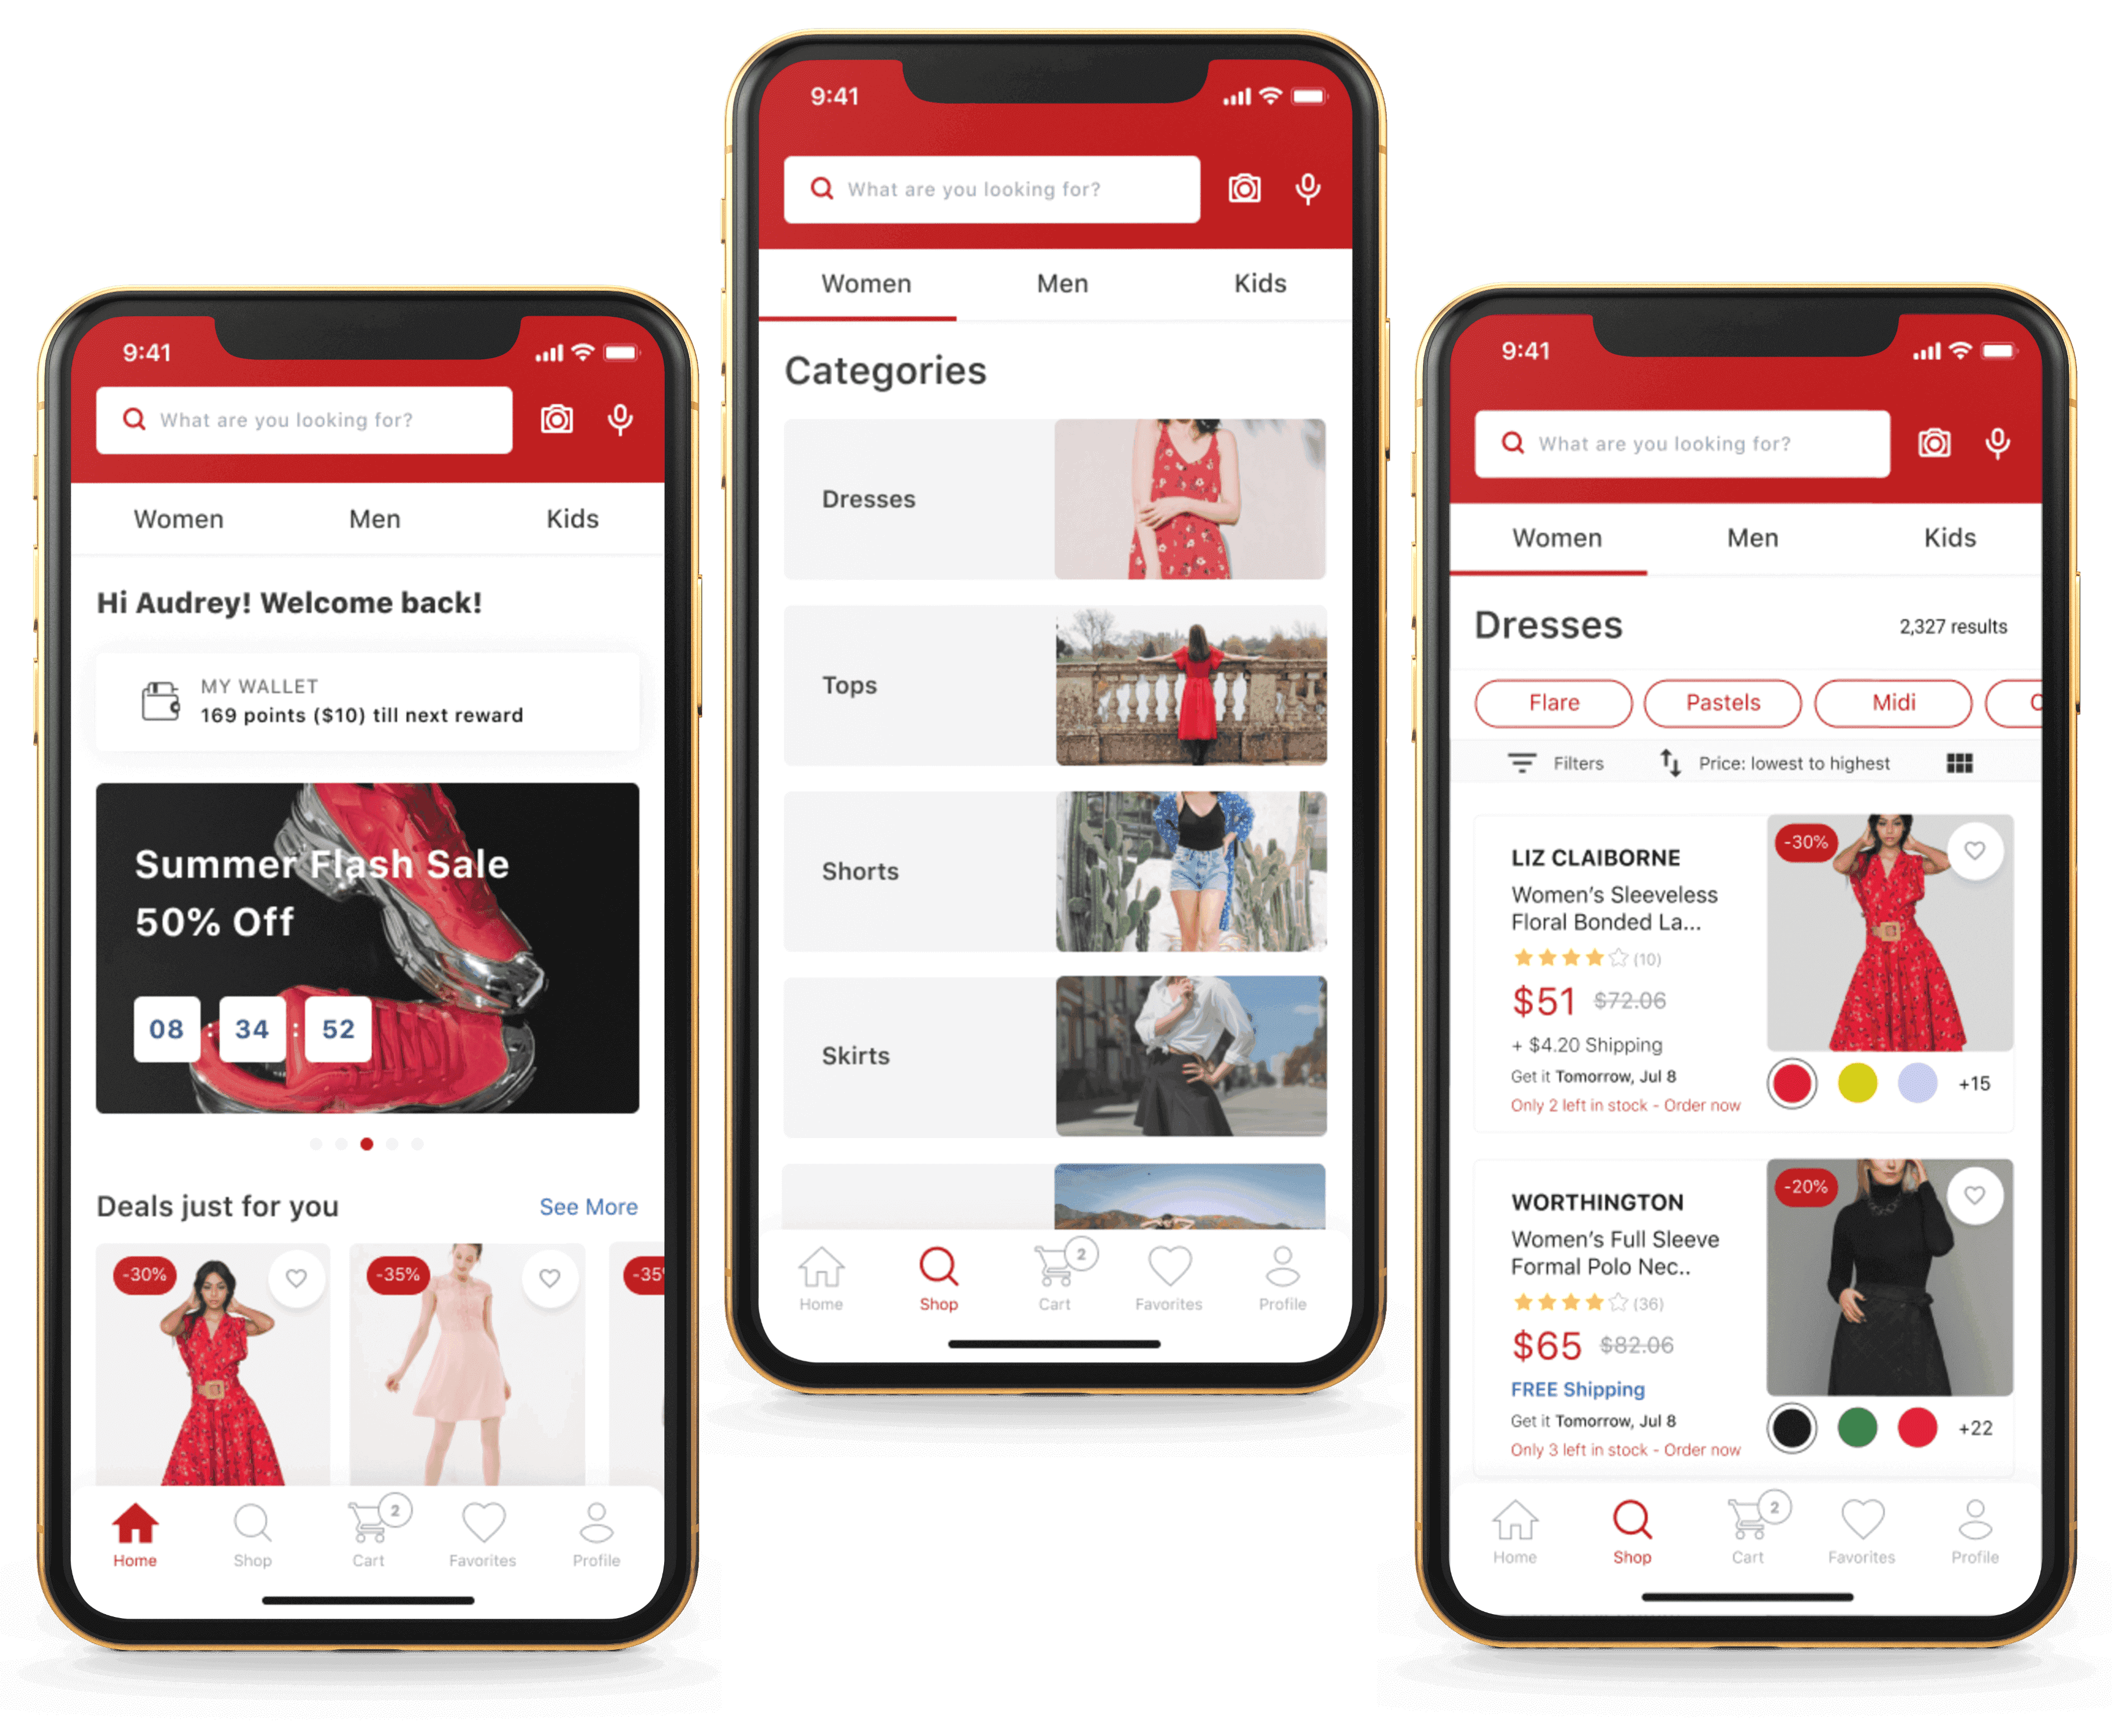 9:41
What are you looking for?
Women Men Kids
Hi Audrey! Welcome back!
MY WALLET
169 points ($10) till next reward
Summer Flash Sale
50% Off
08 : 34 : 52
Deals just for you See More
-30% -35% -35%
2
Home Shop Cart Favorites Profile
9:41
What are you looking for?
Women Men Kids
Categories
Dresses
Tops
Shorts
Skirts
2
Home Shop Cart Favorites Profile
9:41
What are you looking for?
Women Men Kids
Dresses 2,327 results
Flare Pastels Midi
Filters Price: lowest to highest
-30%
LIZ CLAIBORNE
Women’s Sleeveless
Floral Bonded La...
(10)
$51 $72.06
+ $4.20 Shipping
Get it Tomorrow, Jul 8
Only 2 left in stock - Order now
+15
-20%
WORTHINGTON
Women’s Full Sleeve
Formal Polo Nec..
(36)
$65 $82.06
FREE Shipping
Get it Tomorrow, Jul 8
Only 3 left in stock - Order now
+22
2
Home Shop Cart Favorites Profile